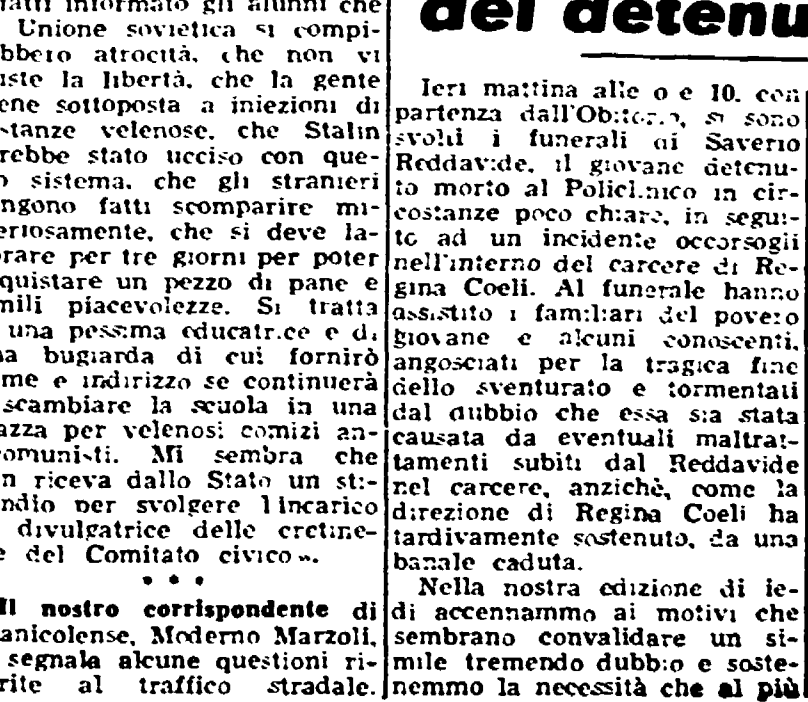 fatti informato gli alunni che
Unione sovietica si compi-
bbero atrocità, che non vi
iste la libertà, che la gente
ene sottoposta a iniezioni di
stanze velenose, che Stalin
rebbe stato ucciso con que-
o sistema, che gli stranieri
ngono fatti scomparire mi-
eriosamente, che si deve la-
rare per tre giorni per poter
quistare un pezzo di pane e
mili piacevolezze. Si tratta
una pessima educatrice e di
na bugiarda di cui fornirò
me e indirizzo se continuerà
scambiare la scuola in una
azza per velenosi comizi an-
omunisti. Mi sembra che
n riceva dallo Stato un sti-
ndio per svolgere l'incarico
divulgatrice delle cretine-
e del Comitato civico».
* * *
Il nostro corrispondente di
anicolense, Moderno Marzoli,
segnala alcune questioni ri-
rite al traffico stradale.
del detenu
Ieri mattina alle o e 10, con
partenza dall'Obitorio, si sono
svolti i funerali di Saverio
Reddavide, il giovane detenu-
to morto al Policlinico in cir-
costanze poco chiare, in segui-
to ad un incidente occorsogli
nell'interno del carcere di Re-
gina Coeli. Al funerale hanno
assistito i familiari del povero
giovane e alcuni conoscenti,
angosciati per la tragica fine
dello sventurato e tormentati
dal dubbio che essa sia stata
causata da eventuali maltrat-
tamenti subiti dal Reddavide
nel carcere, anzichè, come la
direzione di Regina Coeli ha
tardivamente sostenuto, da una
banale caduta.
Nella nostra edizione di ie-
di accennammo ai motivi che
sembrano convalidare un si-
mile tremendo dubbio e soste-
nemmo la necessità che al più